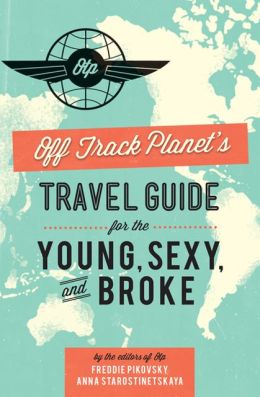 Otp
Off Track Planet's
TRAVEL GUIDE
for the
YOUNG, SEXY,
and BROKE
by the editors of Otp
FREDDIE PIKOVSKY
ANNA STAROSTINETSKAYA